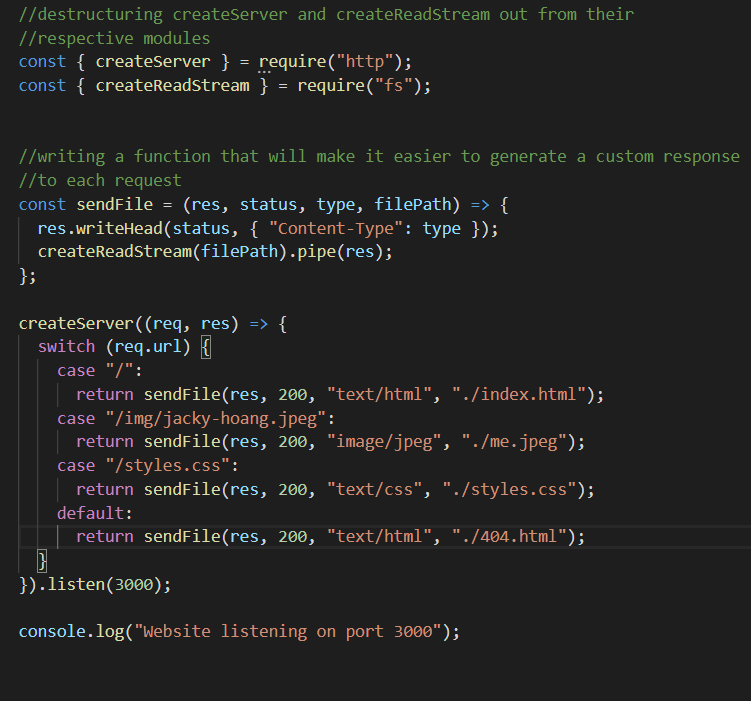 //destructuring createServer and createReadStream out from their
//respective modules
const { createServer } = require("http");
const { createReadStream } = require("fs");
//writing a function that will make it easier to generate a custom response
//to each request
const sendFile = (res, status, type, filePath) => {
  res.writeHead(status, { "Content-Type": type });
  createReadStream(filePath).pipe(res);
};
createServer((req, res) => {
  switch (req.url) {
    case "/":
      return sendFile(res, 200, "text/html", "./index.html");
    case "/img/jacky-hoang.jpeg":
      return sendFile(res, 200, "image/jpeg", "./me.jpeg");
    case "/styles.css":
      return sendFile(res, 200, "text/css", "./styles.css");
    default:
      return sendFile(res, 200, "text/html", "./404.html");
  }
}).listen(3000);
console.log("Website listening on port 3000");